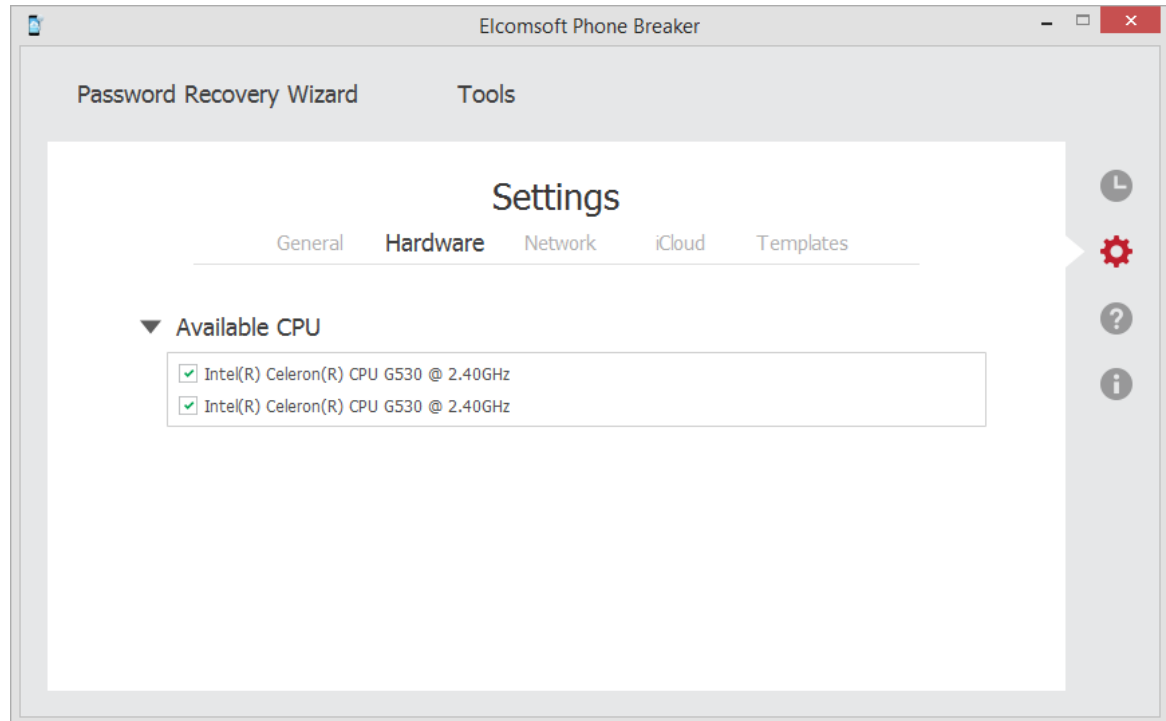 Elcomsoft Phone Breaker
Password Recovery Wizard Tools
Settings
General Hardware Network iCloud Templates
Available CPU
Intel(R) Celeron(R) CPU G530 @ 2.40GHz
Intel(R) Celeron(R) CPU G530 @ 2.40GHz